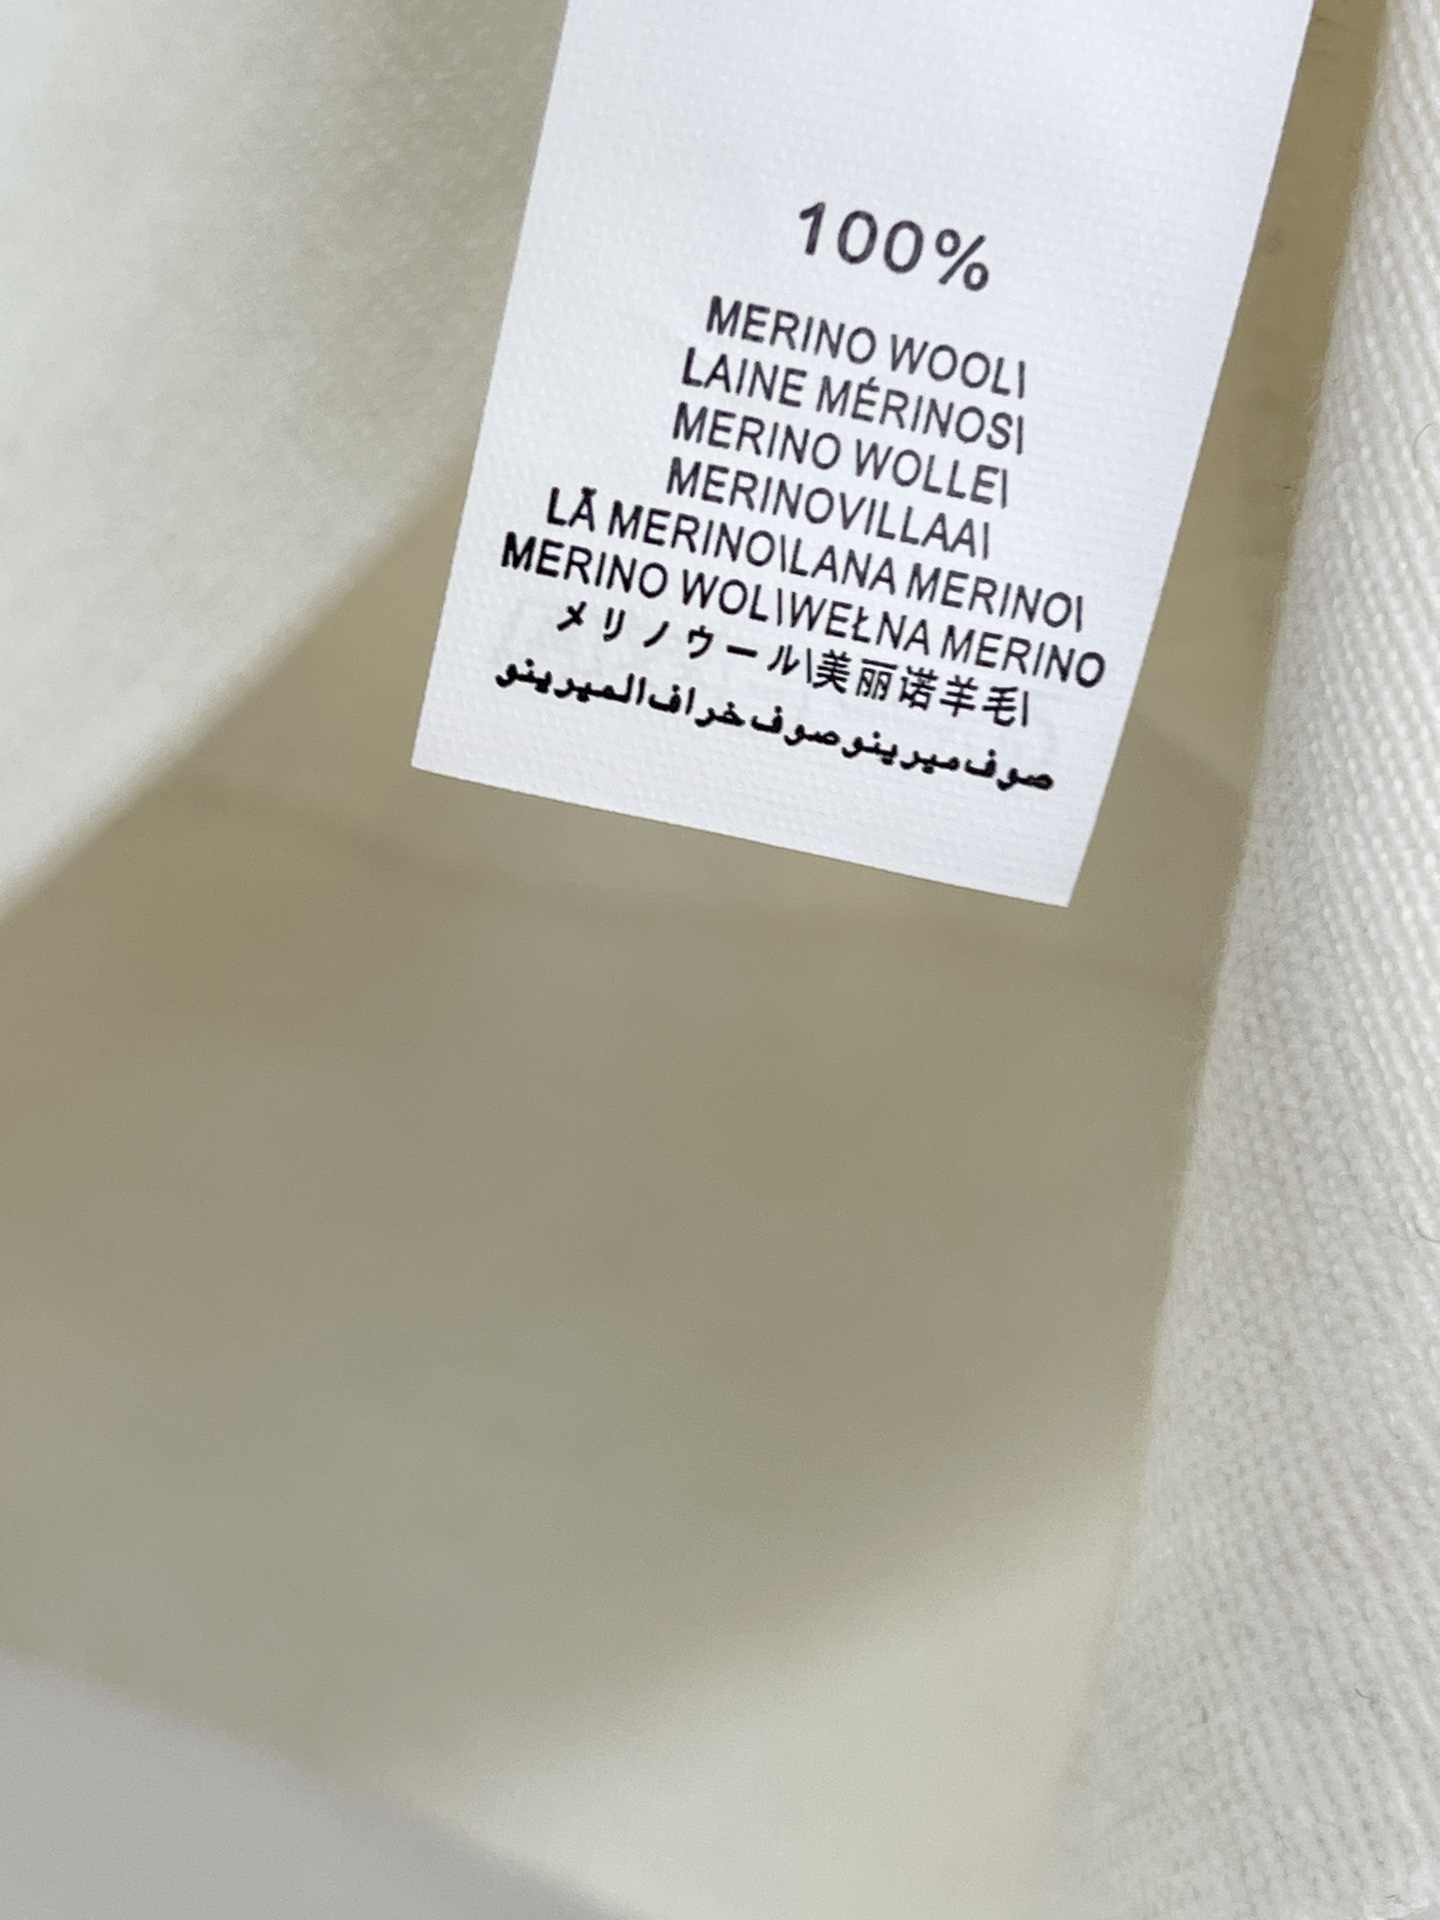 100%
MERINO WOOL\
LAINE MÉRINOS\
MERINO WOLLE\
MERINOVILLAA\
LÃ MERINO\LANA MERINO\
MERINO WOL\WEŁNA MERINO
メリノウール\美丽诺羊毛\
صوف ميرينو صوف خراف الميرينو